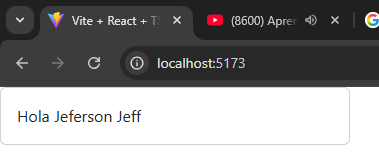 Vite + React + TS
(8600) Apren
localhost:5173
Hola Jeferson Jeff